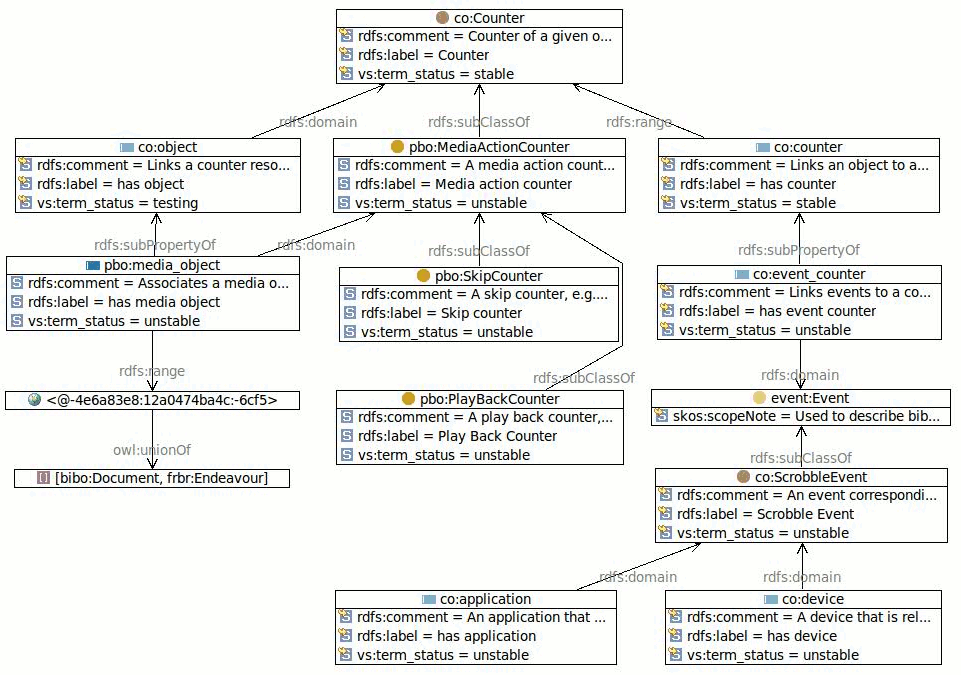 co:Counter
rdfs:comment = Counter of a given o...
rdfs:label = Counter
vs:term_status = stable
rdfs:domain
rdfs:subClassOf
rdfs:range
co:object
rdfs:comment = Links a counter reso...
rdfs:label = has object
vs:term_status = testing
pbo:MediaActionCounter
rdfs:comment = A media action count...
rdfs:label = Media action counter
vs:term_status = unstable
co:counter
rdfs:comment = Links an object to a...
rdfs:label = has counter
vs:term_status = stable
rdfs:subPropertyOf
rdfs:domain
rdfs:subClassOf
rdfs:subPropertyOf
pbo:media_object
rdfs:comment = Associates a media o...
rdfs:label = has media object
vs:term_status = unstable
pbo:SkipCounter
rdfs:comment = A skip counter, e.g....
rdfs:label = Skip counter
vs:term_status = unstable
co:event_counter
rdfs:comment = Links events to a co...
rdfs:label = has event counter
vs:term_status = unstable
rdfs:range
rdfs:subClassOf
rdfs:domain
<@-4e6a83e8:12a0474ba4c:-6cf5>
pbo:PlayBackCounter
rdfs:comment = A play back counter,...
rdfs:label = Play Back Counter
vs:term_status = unstable
event:Event
skos:scopeNote = Used to describe bib...
owl:unionOf
rdfs:subClassOf
[bibo:Document, frbr:Endeavour]
co:ScrobbleEvent
rdfs:comment = An event correspondi...
rdfs:label = Scrobble Event
vs:term_status = unstable
rdfs:domain
rdfs:domain
co:application
rdfs:comment = An application that ...
rdfs:label = has application
vs:term_status = unstable
co:device
rdfs:comment = A device that is rel...
rdfs:label = has device
vs:term_status = unstable